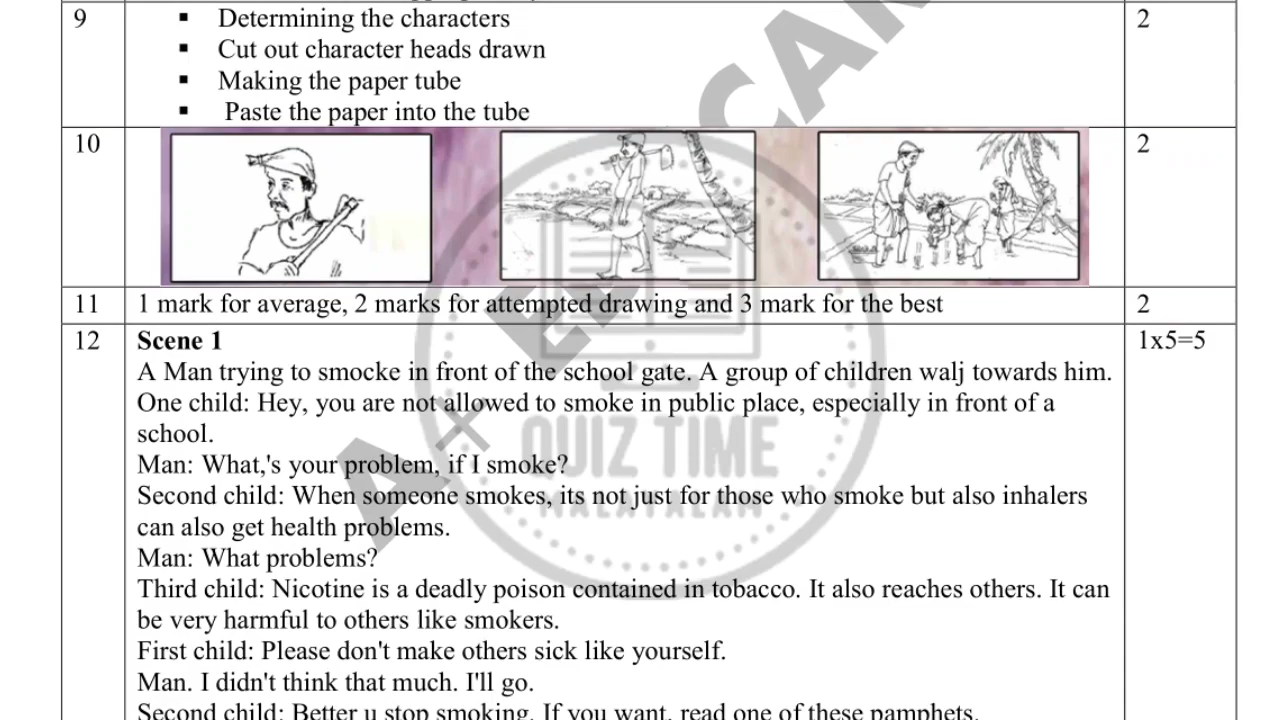 9
▪ Determining the characters
2
▪ Cut out character heads drawn
▪ Making the paper tube
▪ Paste the paper into the tube
10
2
11
1 mark for average, 2 marks for attempted drawing and 3 mark for the best
2
12
Scene 1
1x5=5
A Man trying to smocke in front of the school gate. A group of children walj towards him.
One child: Hey, you are not allowed to smoke in public place, especially in front of a
school.
Man: What,'s your problem, if I smoke?
Second child: When someone smokes, its not just for those who smoke but also inhalers
can also get health problems.
Man: What problems?
Third child: Nicotine is a deadly poison contained in tobacco. It also reaches others. It can
be very harmful to others like smokers.
First child: Please don't make others sick like yourself.
Man. I didn't think that much. I'll go.
Second child: Better u stop smoking. If you want, read one of these pamphets.
QUIZ TIME
MALAYALAM
A+